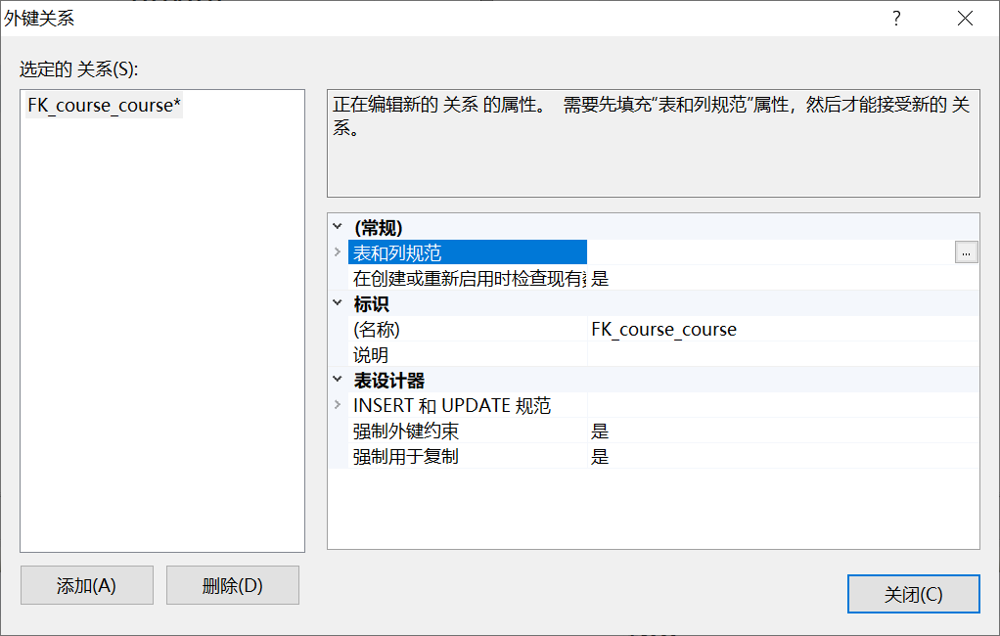 外键关系
?
选定的 关系(S):
FK_course_course*
正在编辑新的 关系 的属性。 需要先填充"表和列规范"属性，然后才能接受新的 关
系。
(常规)
表和列规范
...
在创建或重新启用时检查现有 是
标识
(名称) FK_course_course
说明
表设计器
INSERT 和 UPDATE 规范
强制外键约束 是
强制用于复制 是
添加(A) 删除(D)
关闭(C)